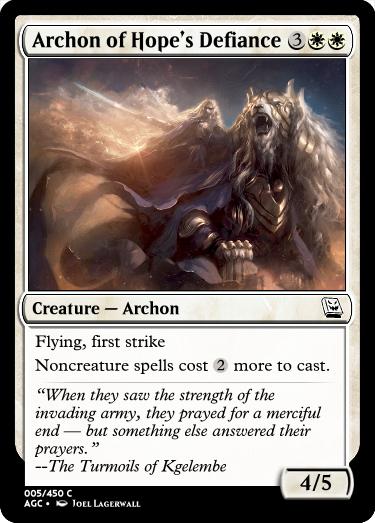 Archon of Hope's Defiance 3
Creature — Archon
Flying, first strike
Noncreature spells cost 2 more to cast.
“When they saw the strength of the
invading army, they prayed for a merciful
end — but something else answered their
prayers.”
--The Turmoils of Kgelembe
4/5
005/450 C
AGC • Joel Lagerwall